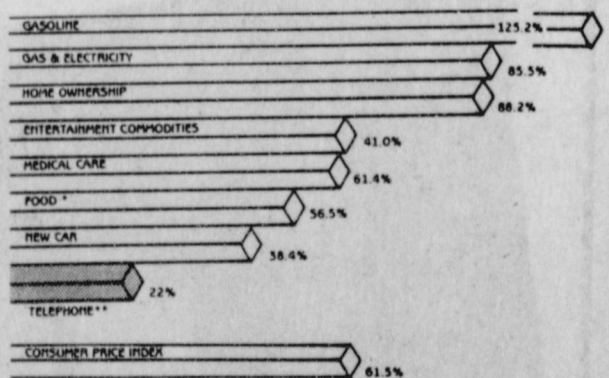 GASOLINE 125.2%
GAS & ELECTRICITY
85.5%
HOME OWNERSHIP
88.2%
ENTERTAINMENT COMMODITIES
41.0%
MEDICAL CARE
61.4%
FOOD *
56.5%
NEW CAR
38.4%
22%
TELEPHONE**
CONSUMER PRICE INDEX
61.5%